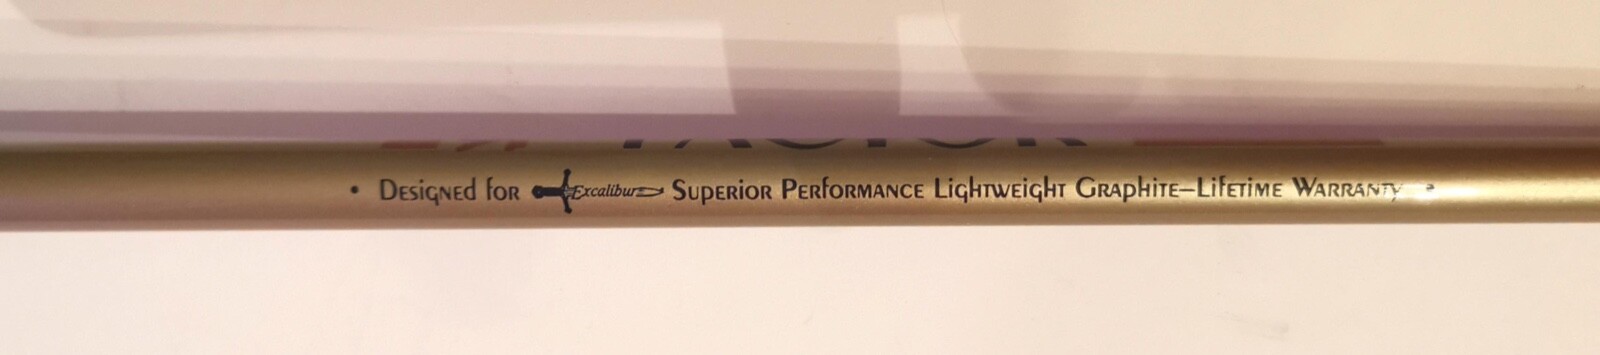 • Designed for Excalibur Superior Performance Lightweight Graphite–Lifetime Warranty •